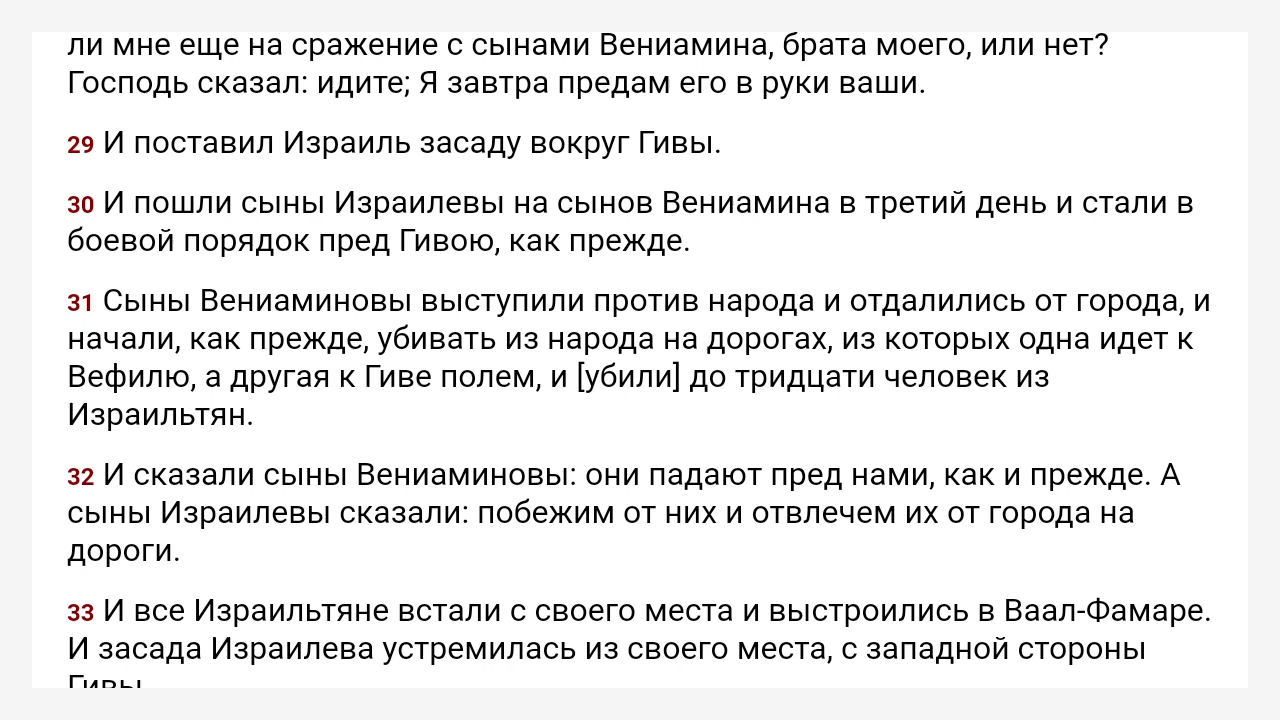 ли мне еще на сражение с сынами Вениамина, брата моего, или нет?
Господь сказал: идите; Я завтра предам его в руки ваши.
29 И поставил Израиль засаду вокруг Гивы.
30 И пошли сыны Израилевы на сынов Вениамина в третий день и стали в
боевой порядок пред Гивою, как прежде.
31 Сыны Вениаминовы выступили против народа и отдалились от города, и
начали, как прежде, убивать из народа на дорогах, из которых одна идет к
Вефилю, а другая к Гиве полем, и [убили] до тридцати человек из
Израильтян.
32 И сказали сыны Вениаминовы: они падают пред нами, как и прежде. А
сыны Израилевы сказали: побежим от них и отвлечем их от города на
дороги.
33 И все Израильтяне встали с своего места и выстроились в Ваал-Фамаре.
И засада Израилева устремилась из своего места, с западной стороны
Гивы.